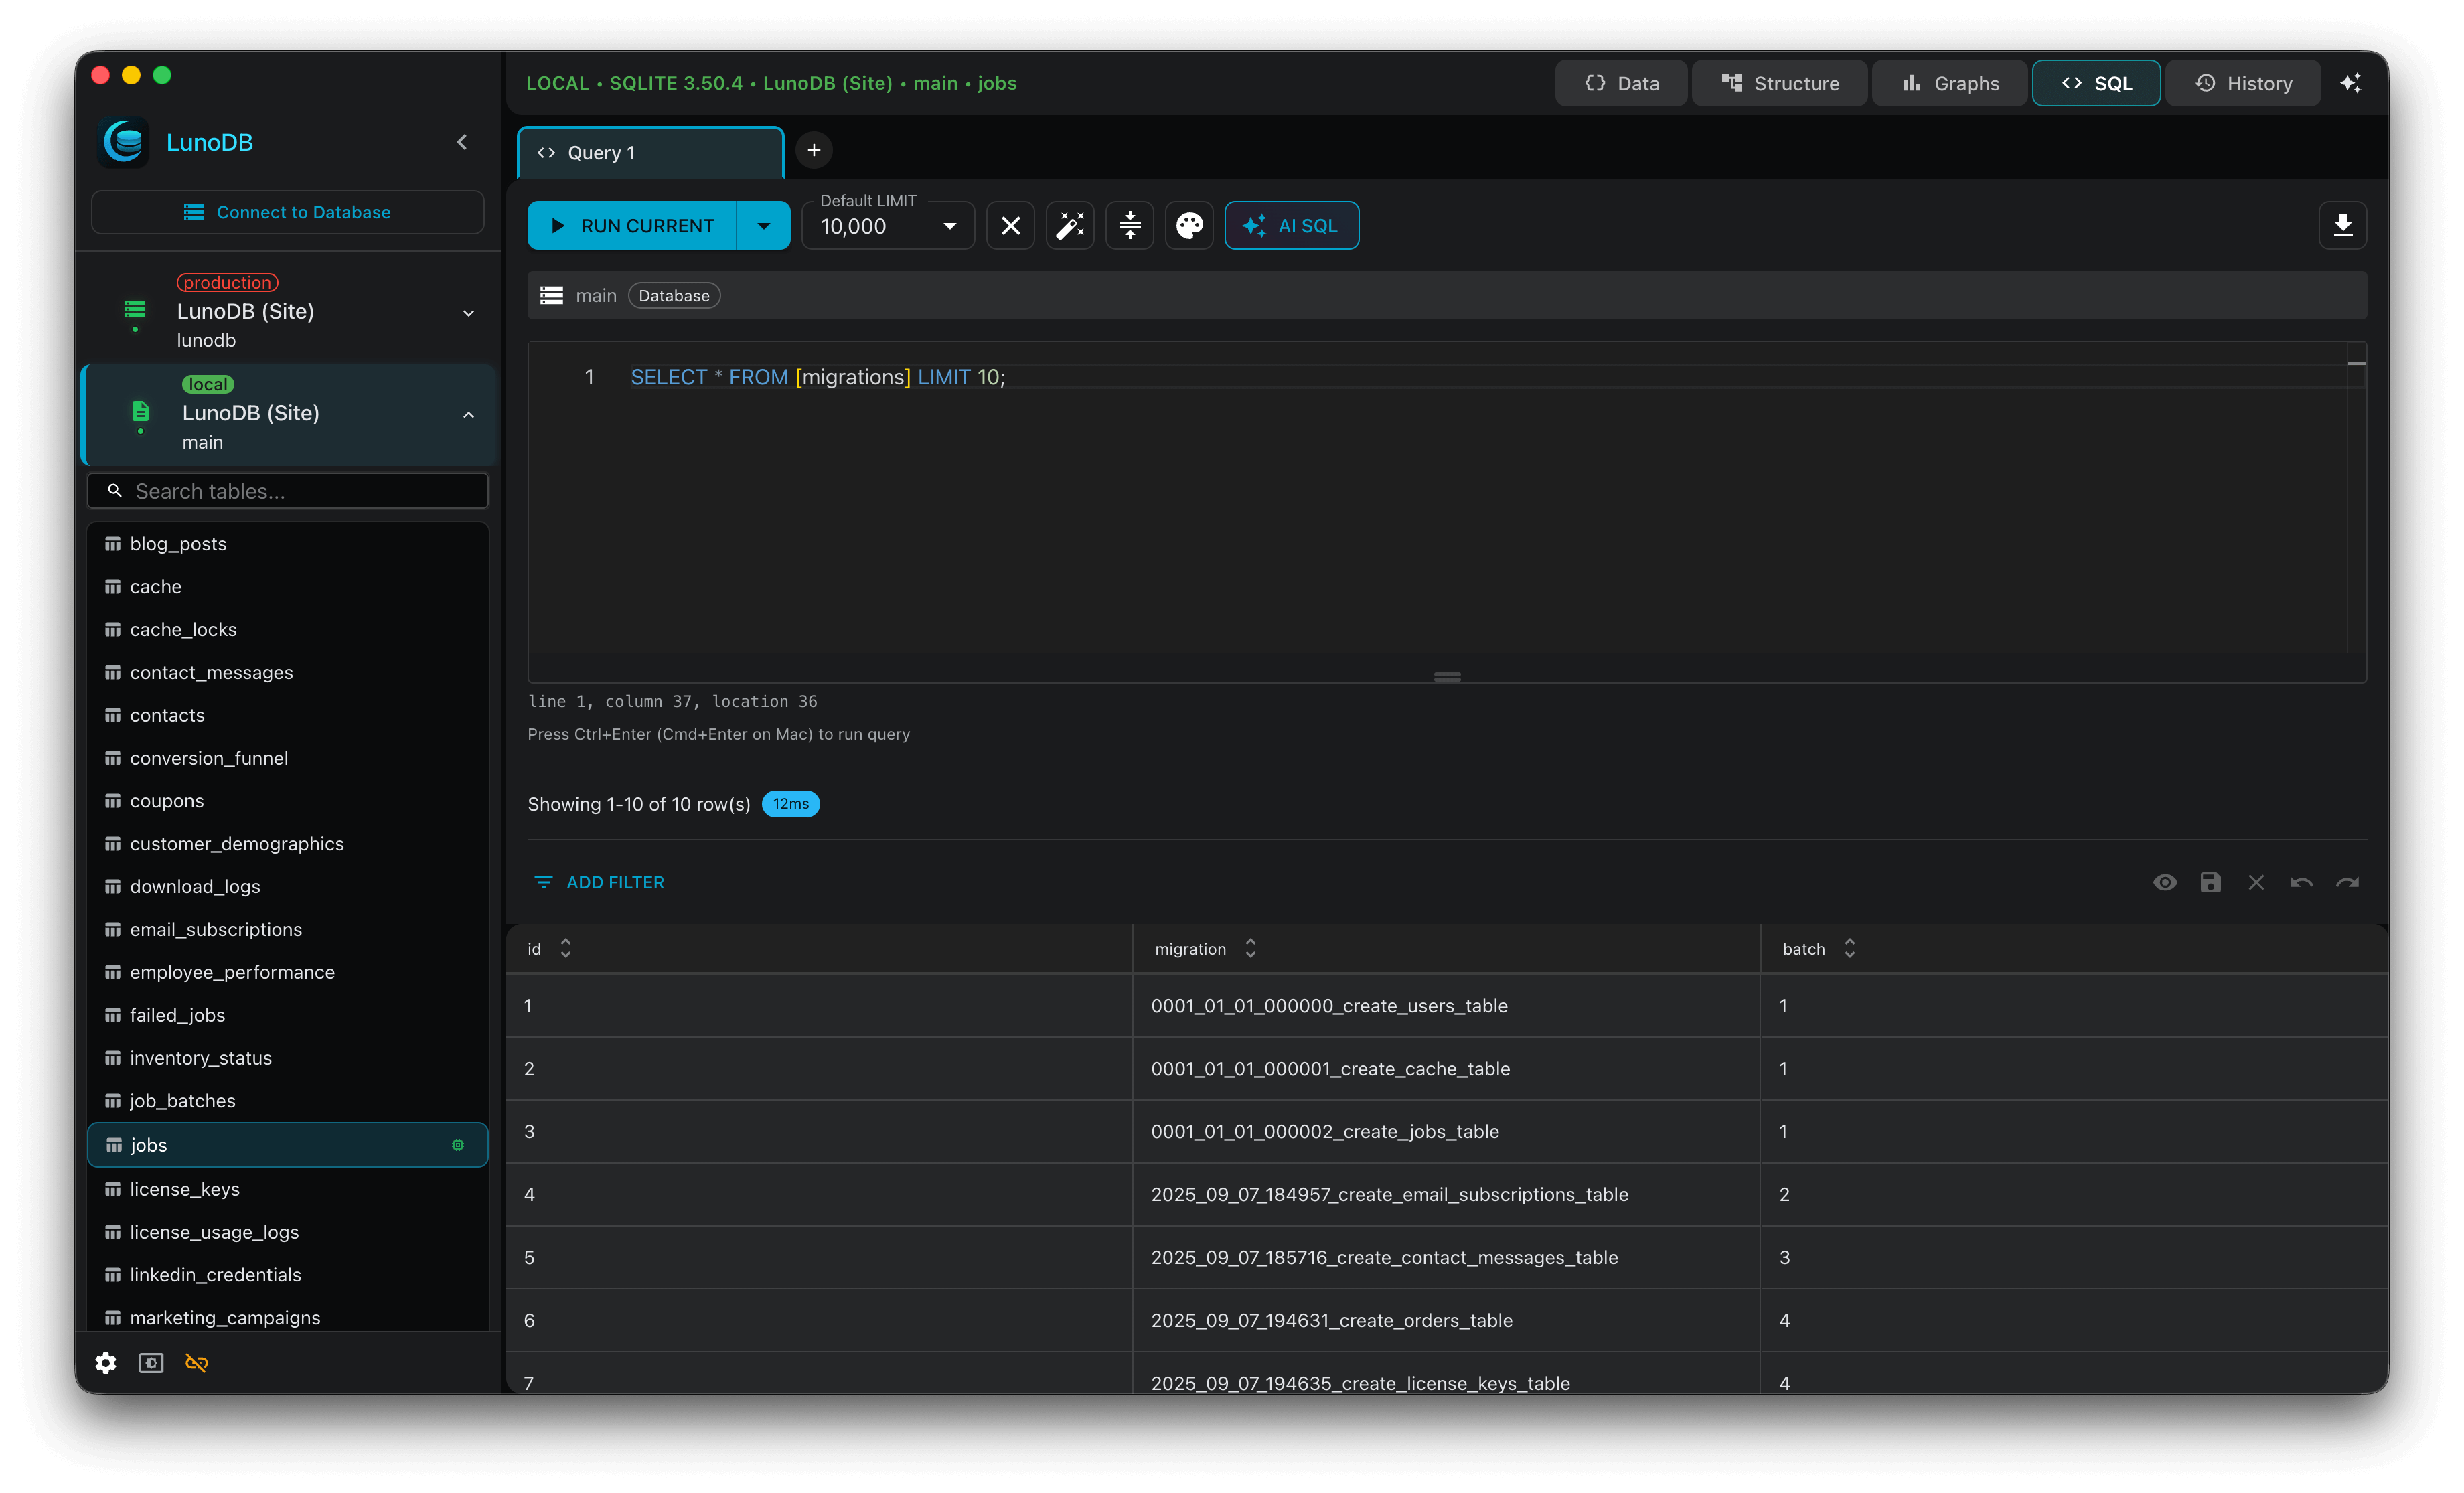 LunoDB
Connect to Database
production
LunoDB (Site)
lunodb
local
LunoDB (Site)
main
Search tables...
blog_posts
cache
cache_locks
contact_messages
contacts
conversion_funnel
coupons
customer_demographics
download_logs
email_subscriptions
employee_performance
failed_jobs
inventory_status
job_batches
jobs
license_keys
license_usage_logs
linkedin_credentials
marketing_campaigns
LOCAL • SQLITE 3.50.4 • LunoDB (Site) • main • jobs
Data Structure Graphs SQL History
Query 1
RUN CURRENT
Default LIMIT
10,000
AI SQL
main Database
1 SELECT * FROM [migrations] LIMIT 10;
line 1, column 37, location 36
Press Ctrl+Enter (Cmd+Enter on Mac) to run query
Showing 1-10 of 10 row(s) 12ms
ADD FILTER
id migration batch
1 0001_01_01_000000_create_users_table 1
2 0001_01_01_000001_create_cache_table 1
3 0001_01_01_000002_create_jobs_table 1
4 2025_09_07_184957_create_email_subscriptions_table 2
5 2025_09_07_185716_create_contact_messages_table 3
6 2025_09_07_194631_create_orders_table 4
7 2025_09_07_194635_create_license_keys_table 4